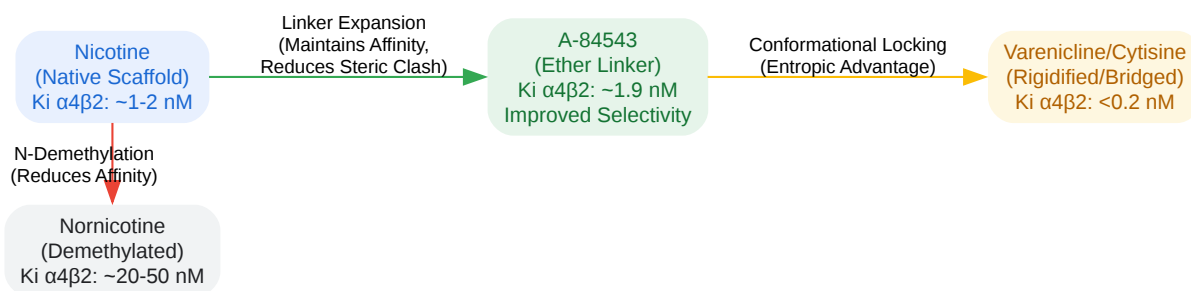 Nicotine
(Native Scaffold)
Ki α4β2: ~1-2 nM
Linker Expansion
(Maintains Affinity,
Reduces Steric Clash)
A-84543
(Ether Linker)
Ki α4β2: ~1.9 nM
Improved Selectivity
Conformational Locking
(Entropic Advantage)
Varenicline/Cytisine
(Rigidified/Bridged)
Ki α4β2: <0.2 nM
N-Demethylation
(Reduces Affinity)
Nornicotine
(Demethylated)
Ki α4β2: ~20-50 nM